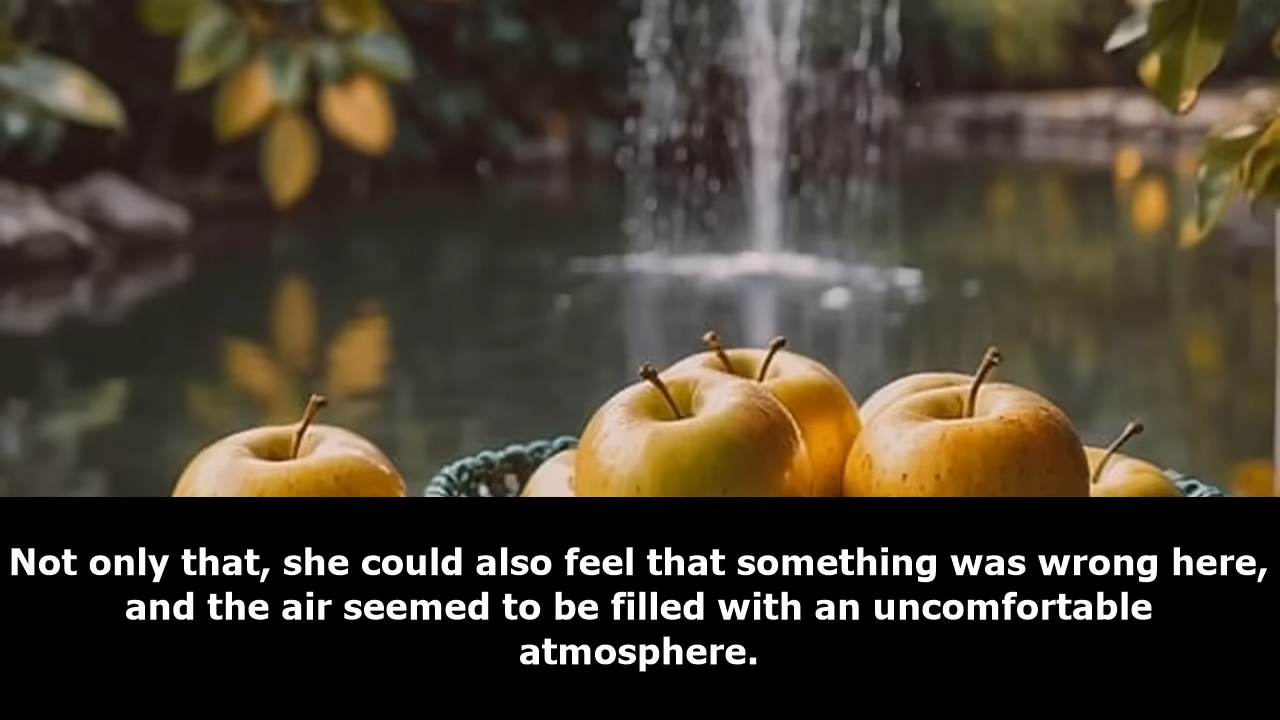 Not only that, she could also feel that something was wrong here,
and the air seemed to be filled with an uncomfortable
atmosphere.